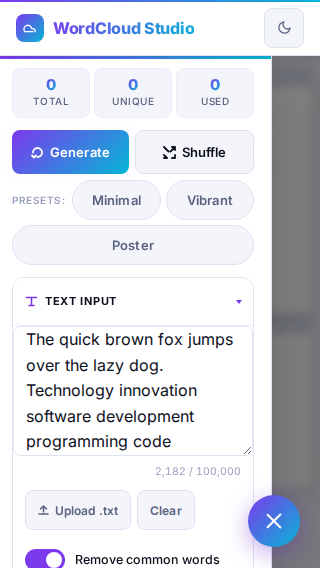 WordCloud Studio
0 0 0
TOTAL UNIQUE USED
Generate Shuffle
PRESETS: Minimal Vibrant
Poster
TEXT INPUT
The quick brown fox jumps
over the lazy dog.
Technology innovation
software development
programming code
2,182 / 100,000
Upload .txt Clear
Remove common words